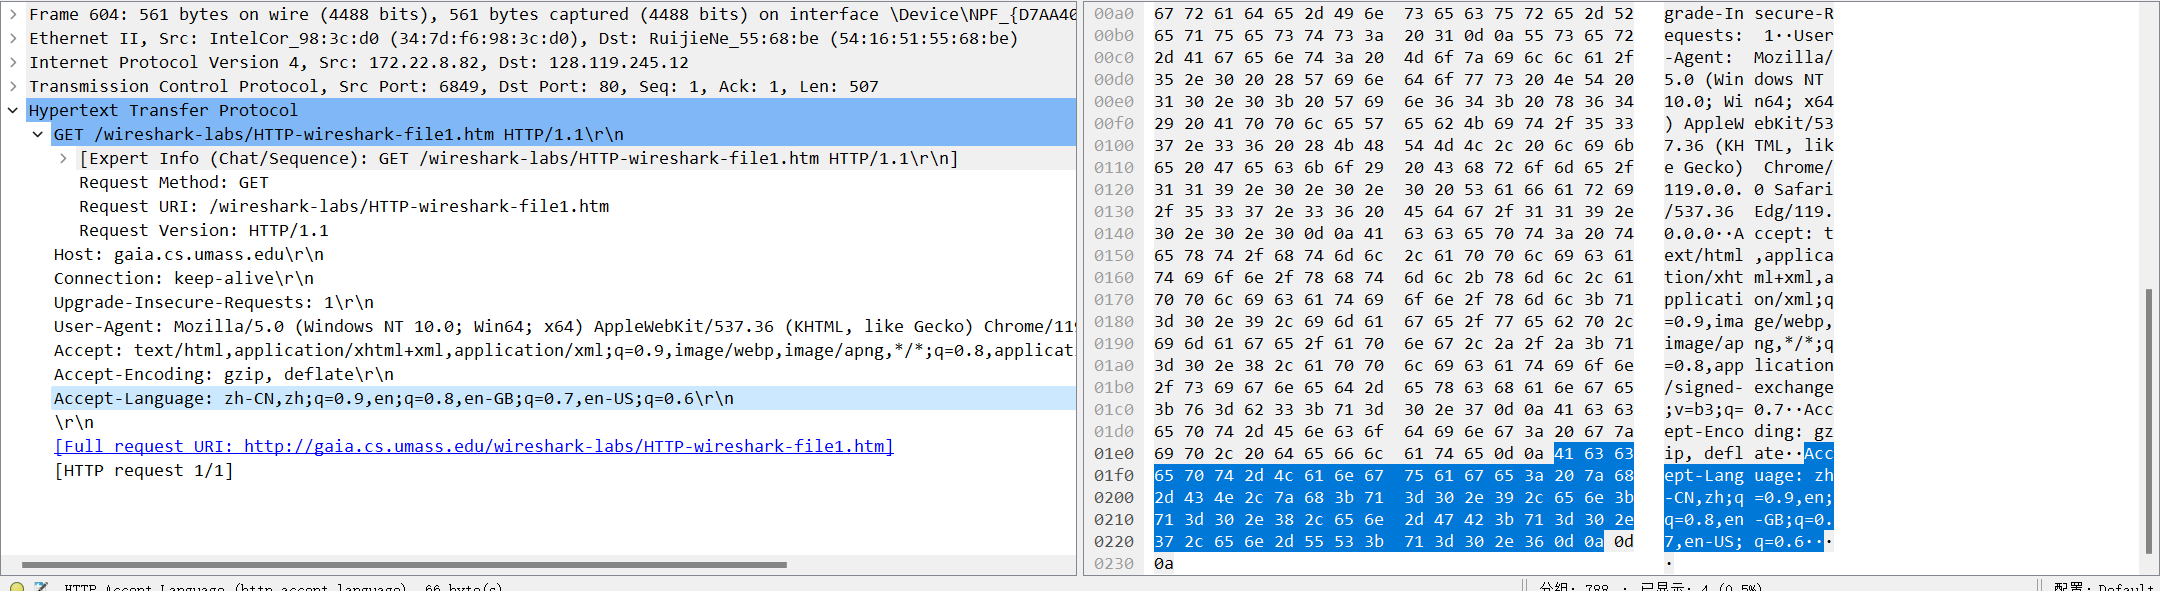 Frame 604: 561 bytes on wire (4488 bits), 561 bytes captured (4488 bits) on interface \Device\NPF_{D7AA40
Ethernet II, Src: IntelCor_98:3c:d0 (34:7d:f6:98:3c:d0), Dst: RuijieNe_55:68:be (54:16:51:55:68:be)
Internet Protocol Version 4, Src: 172.22.8.82, Dst: 128.119.245.12
Transmission Control Protocol, Src Port: 6849, Dst Port: 80, Seq: 1, Ack: 1, Len: 507
Hypertext Transfer Protocol
GET /wireshark-labs/HTTP-wireshark-file1.htm HTTP/1.1\r\n
[Expert Info (Chat/Sequence): GET /wireshark-labs/HTTP-wireshark-file1.htm HTTP/1.1\r\n]
Request Method: GET
Request URI: /wireshark-labs/HTTP-wireshark-file1.htm
Request Version: HTTP/1.1
Host: gaia.cs.umass.edu\r\n
Connection: keep-alive\r\n
Upgrade-Insecure-Requests: 1\r\n
User-Agent: Mozilla/5.0 (Windows NT 10.0; Win64; x64) AppleWebKit/537.36 (KHTML, like Gecko) Chrome/119
Accept: text/html,application/xhtml+xml,application/xml;q=0.9,image/webp,image/apng,*/*;q=0.8,applicati
Accept-Encoding: gzip, deflate\r\n
Accept-Language: zh-CN,zh;q=0.9,en;q=0.8,en-GB;q=0.7,en-US;q=0.6\r\n
\r\n
[Full request URI: http://gaia.cs.umass.edu/wireshark-labs/HTTP-wireshark-file1.htm]
[HTTP request 1/1]
00a0 67 72 61 64 65 2d 49 6e 73 65 63 75 72 65 2d 52 grade-In secure-R
00b0 65 71 75 65 73 74 73 3a 20 31 0d 0a 55 73 65 72 equests: 1··User
00c0 2d 41 67 65 6e 74 3a 20 4d 6f 7a 69 6c 6c 61 2f -Agent: Mozilla/
00d0 35 2e 30 20 28 57 69 6e 64 6f 77 73 20 4e 54 20 5.0 (Win dows NT
00e0 31 30 2e 30 3b 20 57 69 6e 36 34 3b 20 78 36 34 10.0; Wi n64; x64
00f0 29 20 41 70 70 6c 65 57 65 62 4b 69 74 2f 35 33 ) AppleW ebKit/53
0100 37 2e 33 36 20 28 4b 48 54 4d 4c 2c 20 6c 69 6b 7.36 (KH TML, lik
0110 65 20 47 65 63 6b 6f 29 20 43 68 72 6f 6d 65 2f e Gecko) Chrome/
0120 31 31 39 2e 30 2e 30 2e 30 20 53 61 66 61 72 69 119.0.0. 0 Safari
0130 2f 35 33 37 2e 33 36 20 45 64 67 2f 31 31 39 2e /537.36 Edg/119.
0140 30 2e 30 2e 30 0d 0a 41 63 63 65 70 74 3a 20 74 0.0.0··A ccept: t
0150 65 78 74 2f 68 74 6d 6c 2c 61 70 70 6c 69 63 61 ext/html ,applica
0160 74 69 6f 6e 2f 78 68 74 6d 6c 2b 78 6d 6c 2c 61 tion/xht ml+xml,a
0170 70 70 6c 69 63 61 74 69 6f 6e 2f 78 6d 6c 3b 71 pplicati on/xml;q
0180 3d 30 2e 39 2c 69 6d 61 67 65 2f 77 65 62 70 2c =0.9,ima ge/webp,
0190 69 6d 61 67 65 2f 61 70 6e 67 2c 2a 2f 2a 3b 71 image/ap ng,*/*;q
01a0 3d 30 2e 38 2c 61 70 70 6c 69 63 61 74 69 6f 6e =0.8,app lication
01b0 2f 73 69 67 6e 65 64 2d 65 78 63 68 61 6e 67 65 /signed- exchange
01c0 3b 76 3d 62 33 3b 71 3d 30 2e 37 0d 0a 41 63 63 ;v=b3;q= 0.7··Acc
01d0 65 70 74 2d 45 6e 63 6f 64 69 6e 67 3a 20 67 7a ept-Enco ding: gz
01e0 69 70 2c 20 64 65 66 6c 61 74 65 0d 0a 41 63 63 ip, defl ate··Acc
01f0 65 70 74 2d 4c 61 6e 67 75 61 67 65 3a 20 7a 68 ept-Lang uage: zh
0200 2d 43 4e 2c 7a 68 3b 71 3d 30 2e 39 2c 65 6e 3b -CN,zh;q =0.9,en;
0210 71 3d 30 2e 38 2c 65 6e 2d 47 42 3b 71 3d 30 2e q=0.8,en -GB;q=0.
0220 37 2c 65 6e 2d 55 53 3b 71 3d 30 2e 36 0d 0a 0d 7,en-US; q=0.6···
0230 0a ·
HTTP Accept Language (http.accept_language), 66 byte(s)
分组: 788 · 已显示: 4 (0.5%)
配置: Default